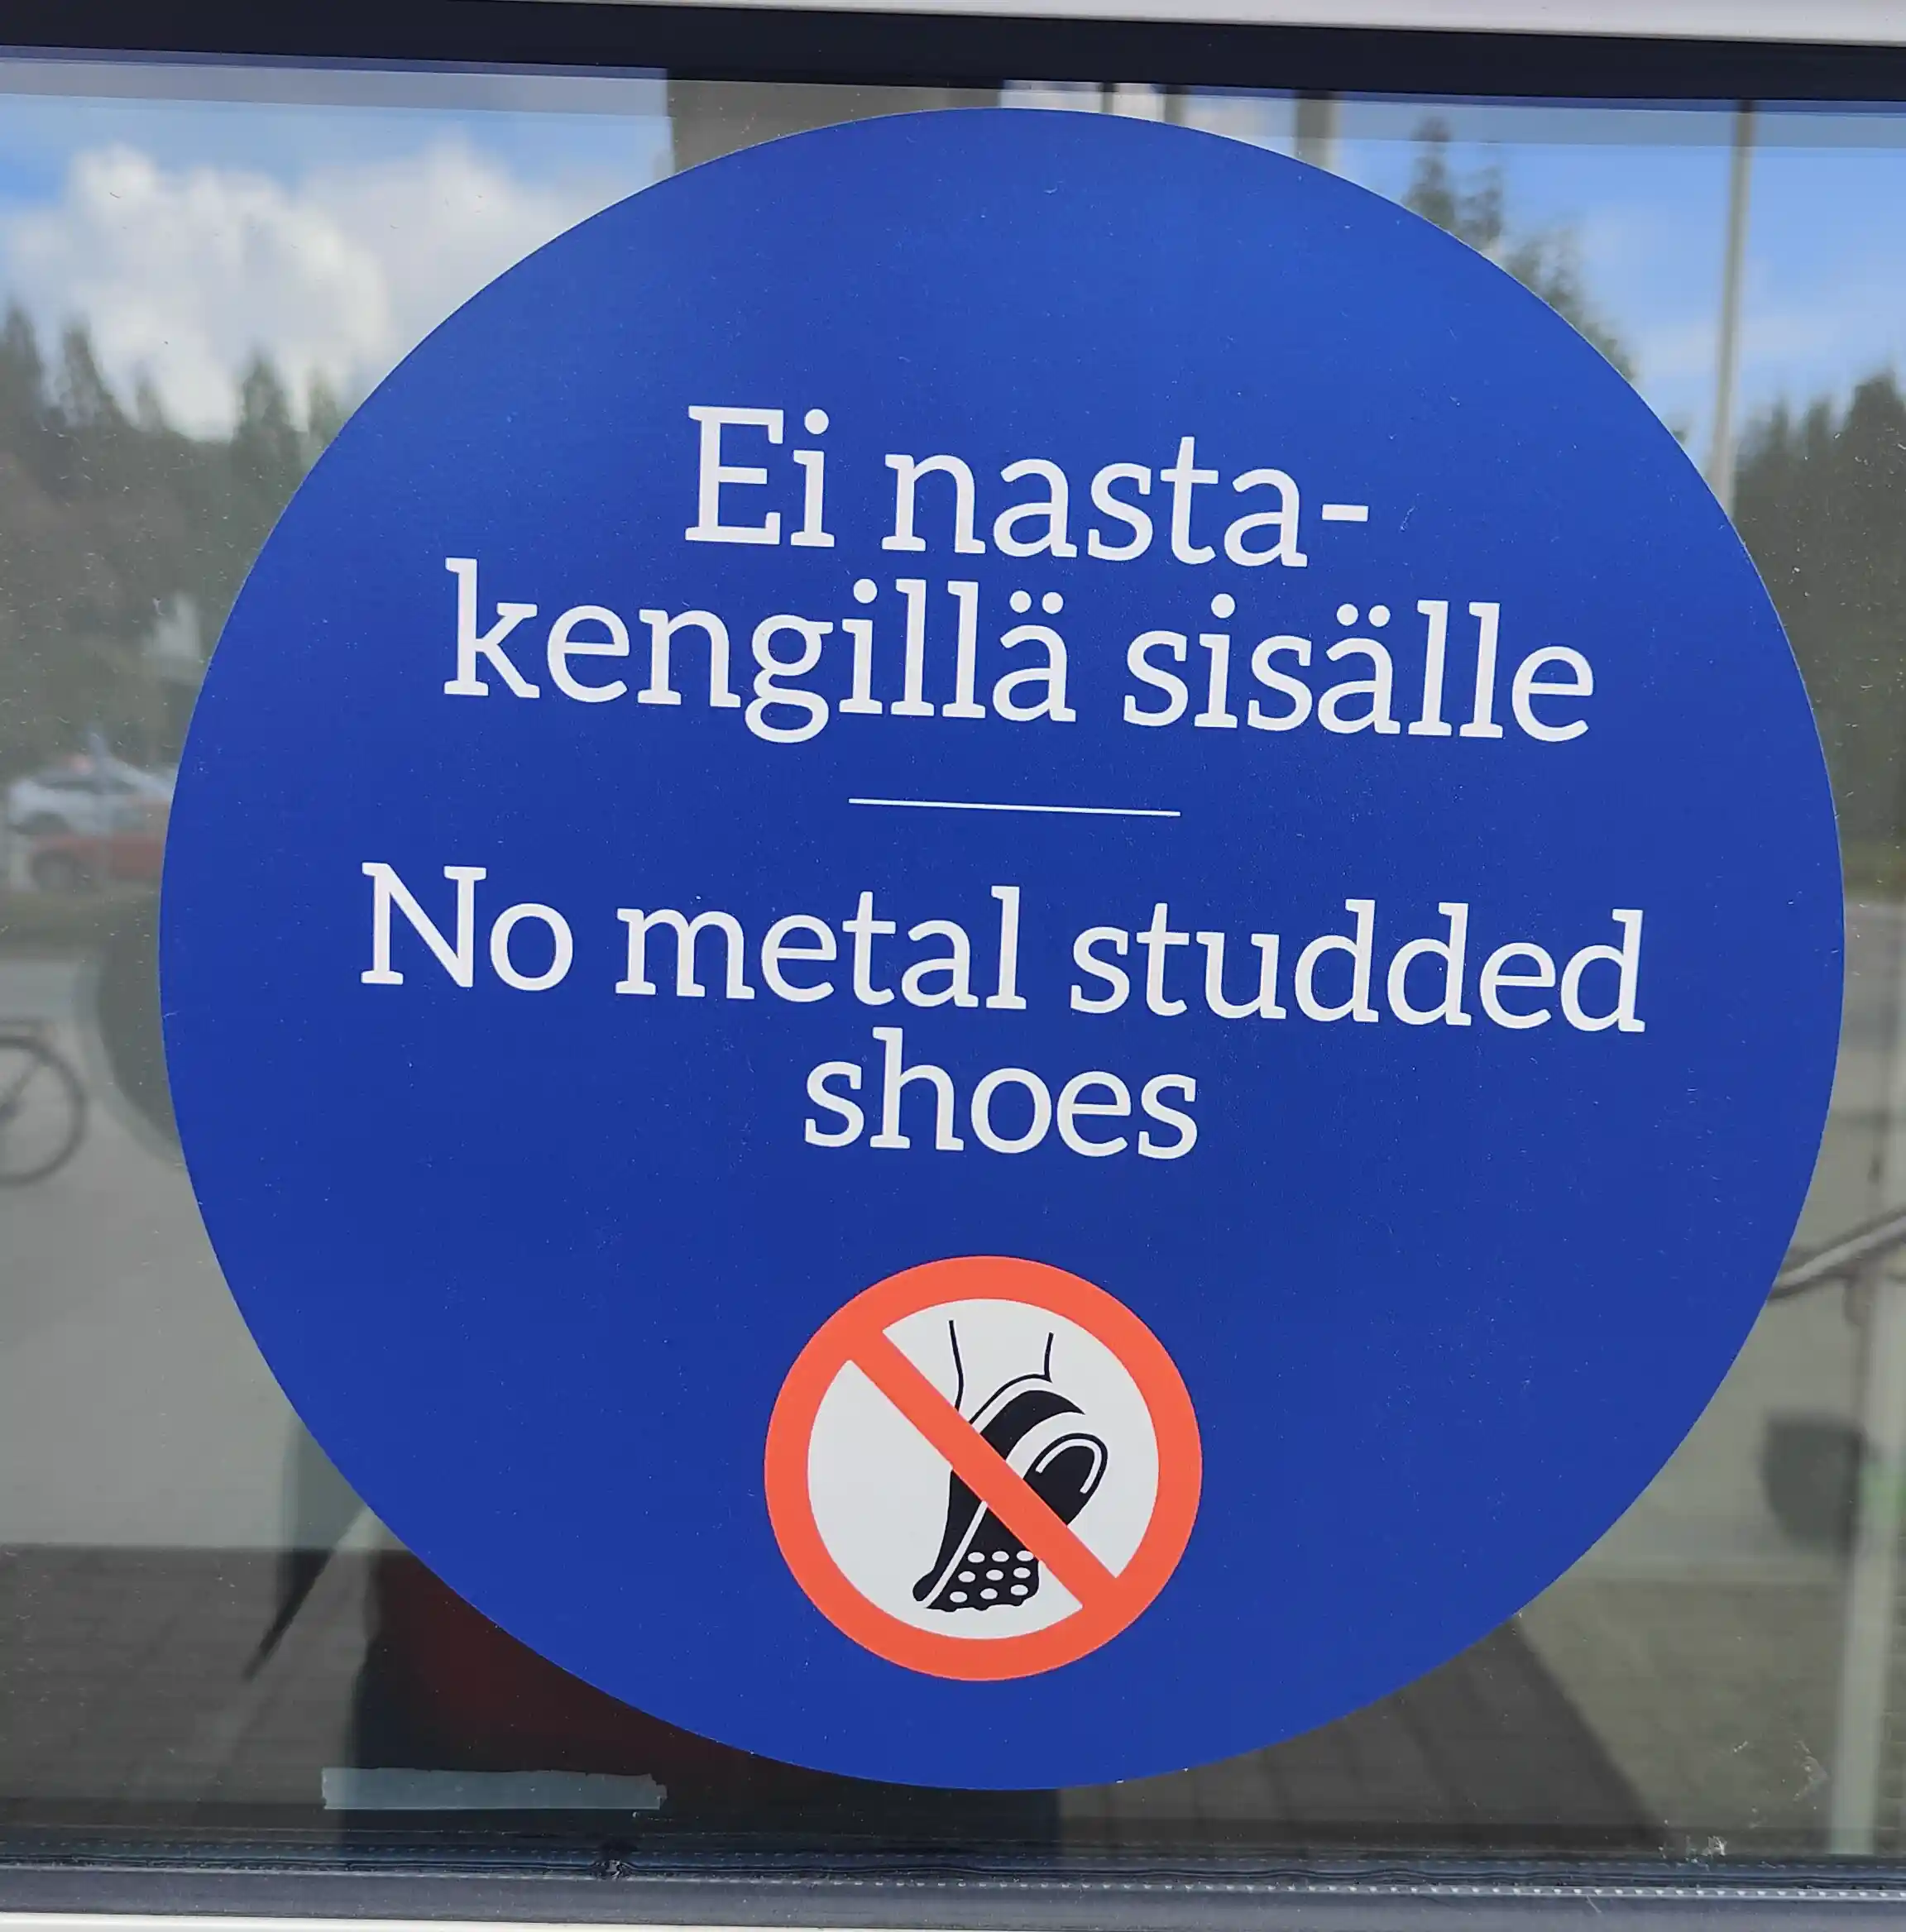 Ei nasta-
kengillä sisälle
No metal studded
shoes